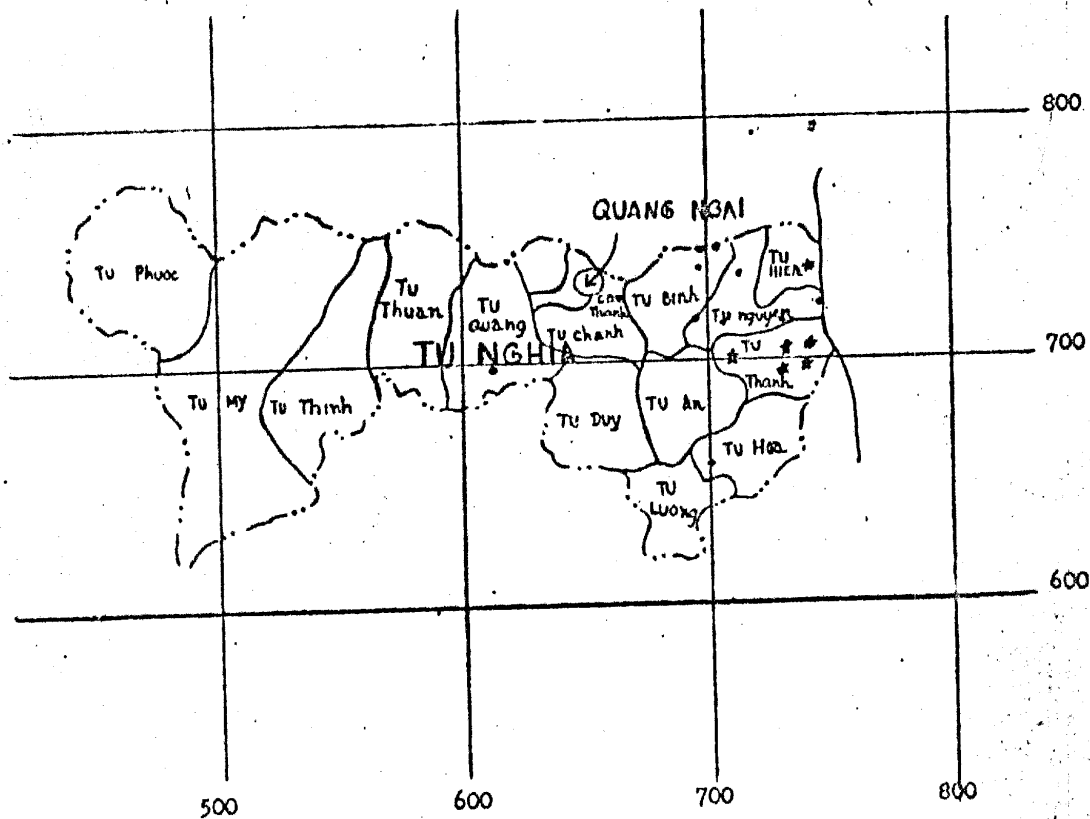 800
QUANG NGAI
Tu Phuoc
TU
Thuan
TU
Quang
Thanh
TU BINH
TU
HIEN
TU nguyen
TU chanh
TU NGHIA
TU
Thanh
700
TU MY
TU Thinh
TU Duy
TU An
TU Hoa
TU
LUONG
600
500
600
700
800